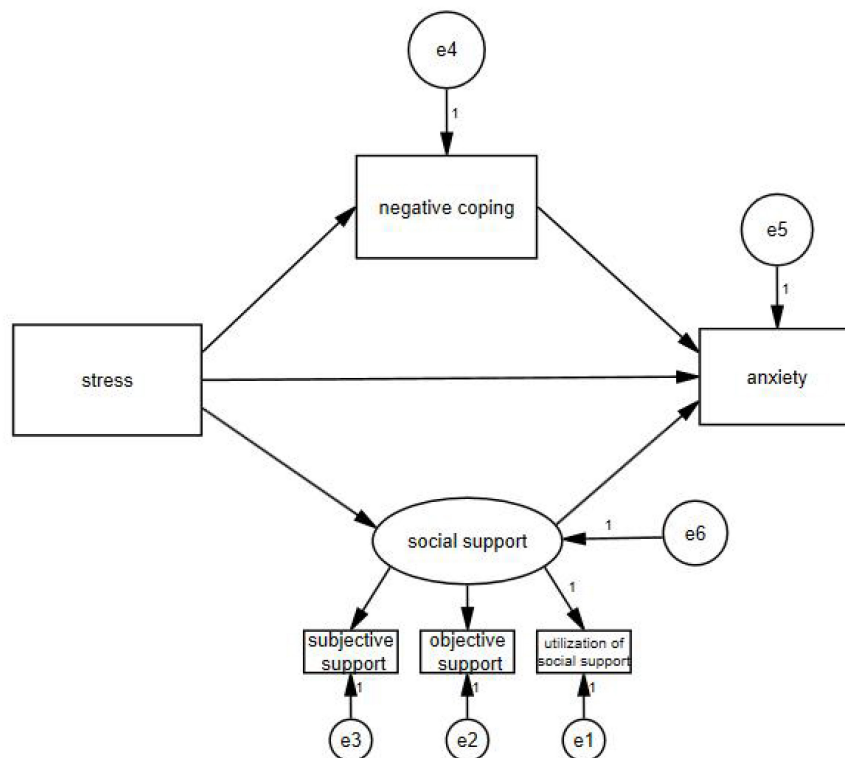 e4
1
negative coping
e5
1
stress
anxiety
social support
1
e6
1
subjective
support
objective
support
utilization of
social support
1
1
1
e3
e2
e1